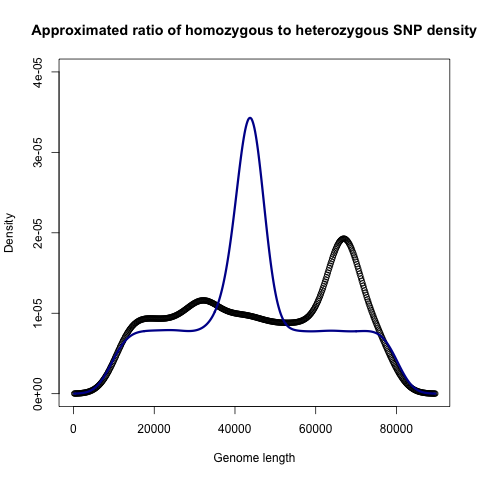 Approximated ratio of homozygous to heterozygous SNP density
4e-05
3e-05
2e-05
1e-05
0e+00
Density
0 20000 40000 60000 80000
Genome length